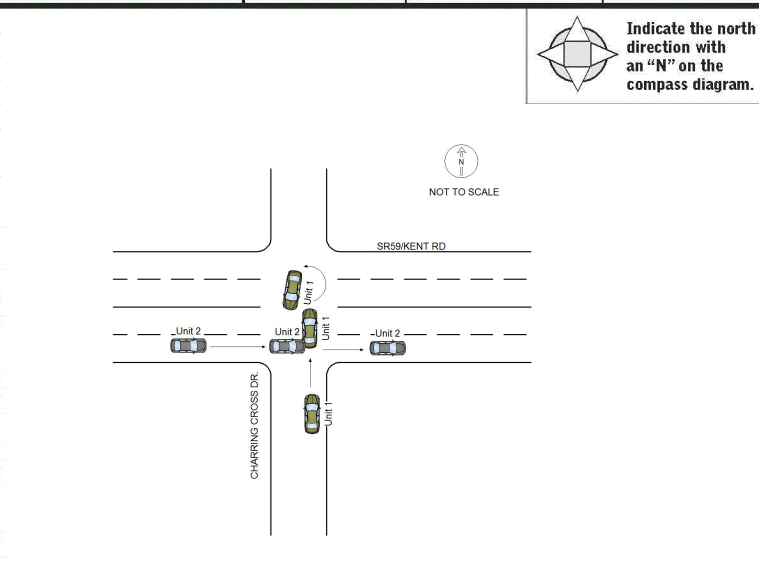 Indicate the north
direction with
an “N” on the
compass diagram.
N
NOT TO SCALE
SR59/KENT RD
Unit 1
Unit 1
Unit 2
Unit 2
Unit 2
CHARRING CROSS DR.
Unit 1